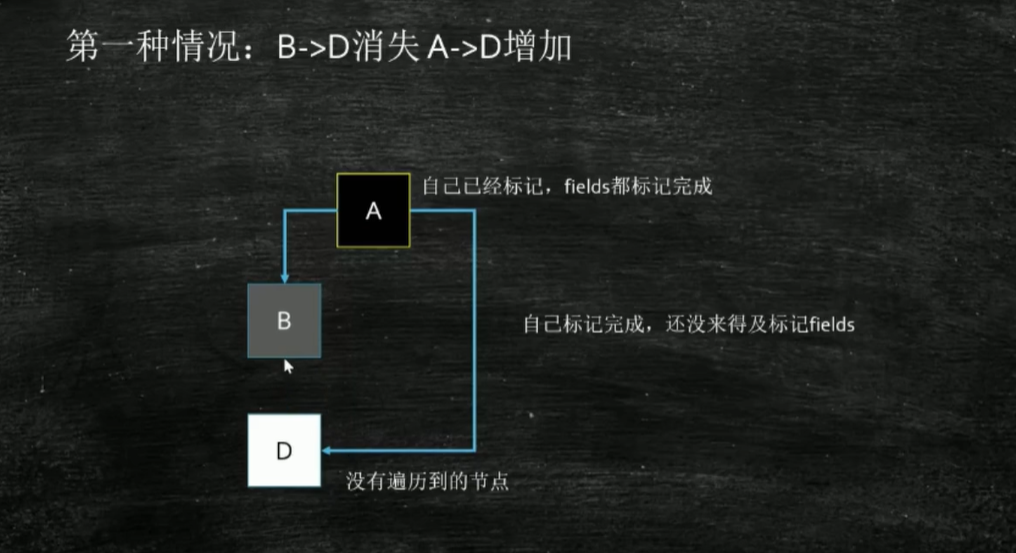 第一种情况：B->D消失 A->D增加
A
自己已经标记，fields都标记完成
B
自己标记完成，还没来得及标记fields
D
没有遍历到的节点